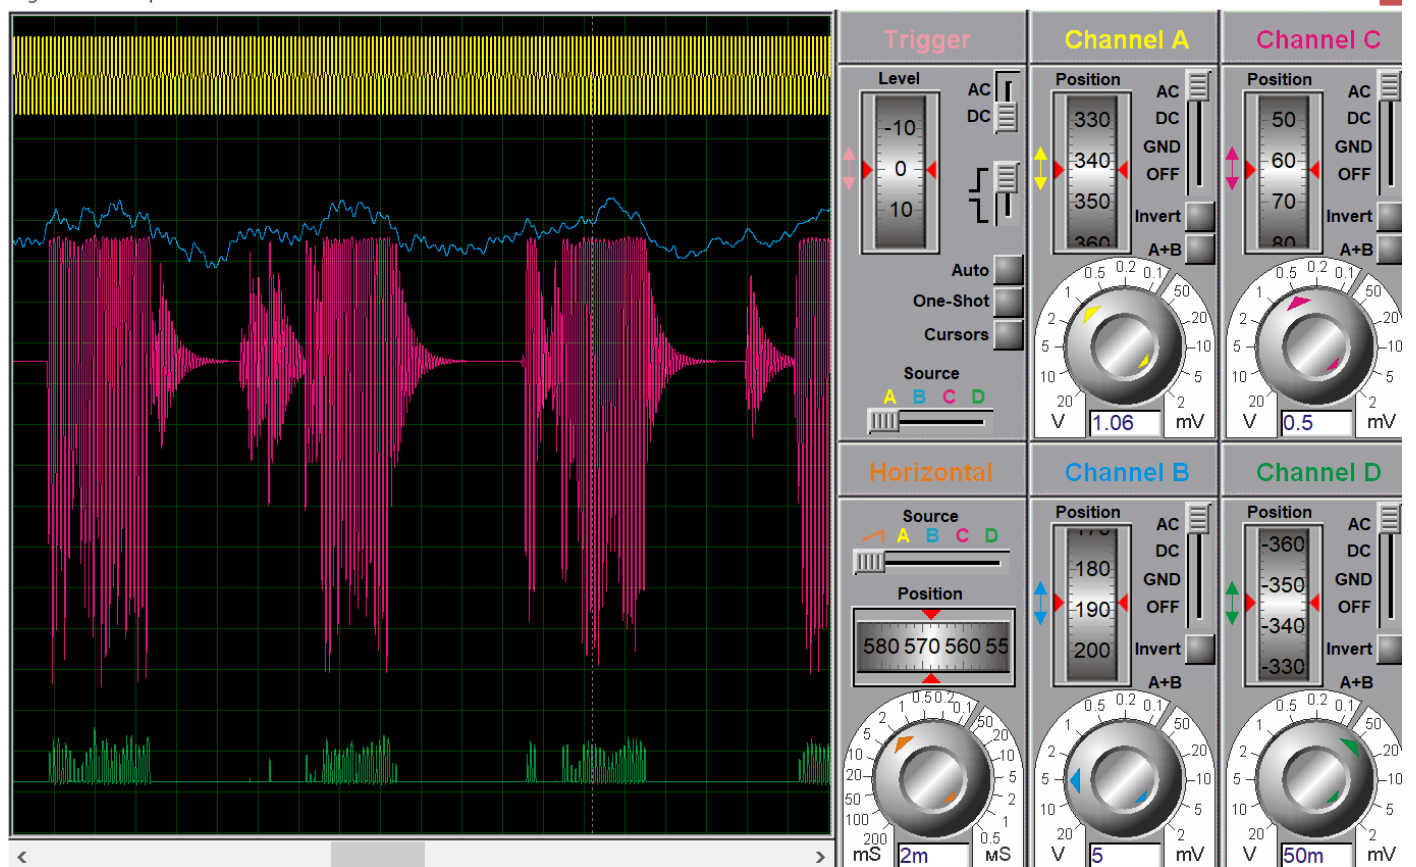 Trigger
Level
-10
0
10
AC
DC
Auto
One-Shot
Cursors
Source
A B C D
Channel A
Position
330
340
350
360
AC
DC
GND
OFF
Invert
A+B
20 10 5 2 1 0.5 0.2 0.1 50 20 10 5 2
V 1.06 mV
Channel C
Position
50
60
70
80
AC
DC
GND
OFF
Invert
A+B
20 10 5 2 1 0.5 0.2 0.1 50 20 10 5 2
V 0.5 mV
Horizontal
Source
A B C D
Position
580 570 560 55
200 100 50 20 10 5 2 1 0.5 0.2 0.1 50 20 10 5 2 1 0.5
mS 2m мS
Channel B
Position
170
180
190
200
AC
DC
GND
OFF
Invert
A+B
20 10 5 2 1 0.5 0.2 0.1 50 20 10 5 2
V 5 mV
Channel D
Position
-360
-350
-340
-330
AC
DC
GND
OFF
Invert
A+B
20 10 5 2 1 0.5 0.2 0.1 50 20 10 5 2
V 50m mV